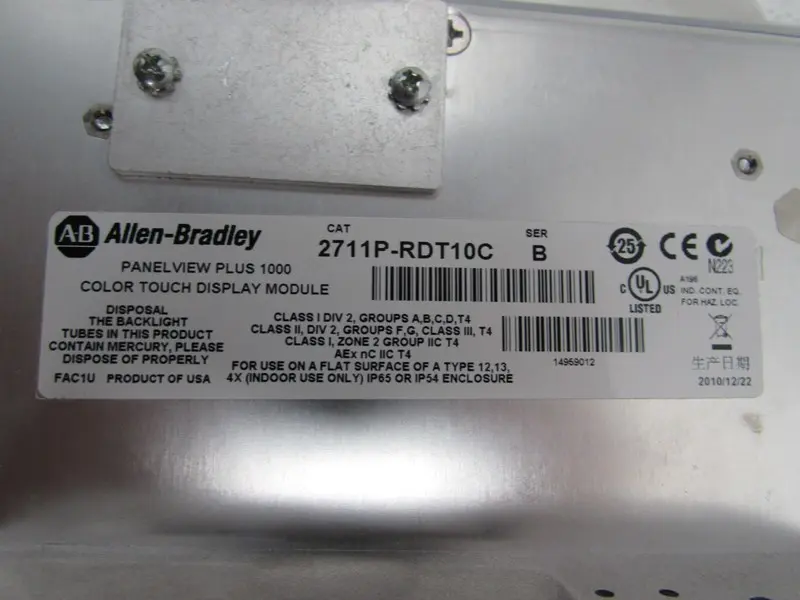 A-B Allen-Bradley
CAT
2711P-RDT10C
SER
B
PANELVIEW PLUS 1000
COLOR TOUCH DISPLAY MODULE
DISPOSAL
THE BACKLIGHT
TUBES IN THIS PRODUCT
CONTAIN MERCURY, PLEASE
DISPOSE OF PROPERLY
FAC1U PRODUCT OF USA
CLASS I DIV 2, GROUPS A,B,C,D,T4
CLASS II, DIV 2, GROUPS F,G, CLASS III, T4
CLASS I, ZONE 2 GROUP IIC T4
AEx nC IIC T4
FOR USE ON A FLAT SURFACE OF A TYPE 12,13,
4X (INDOOR USE ONLY) IP65 OR IP54 ENCLOSURE
14969012
25
CE
N223
C UL US
LISTED
A196
IND. CONT. EQ.
FOR HAZ. LOC.
生产日期
2010/12/22